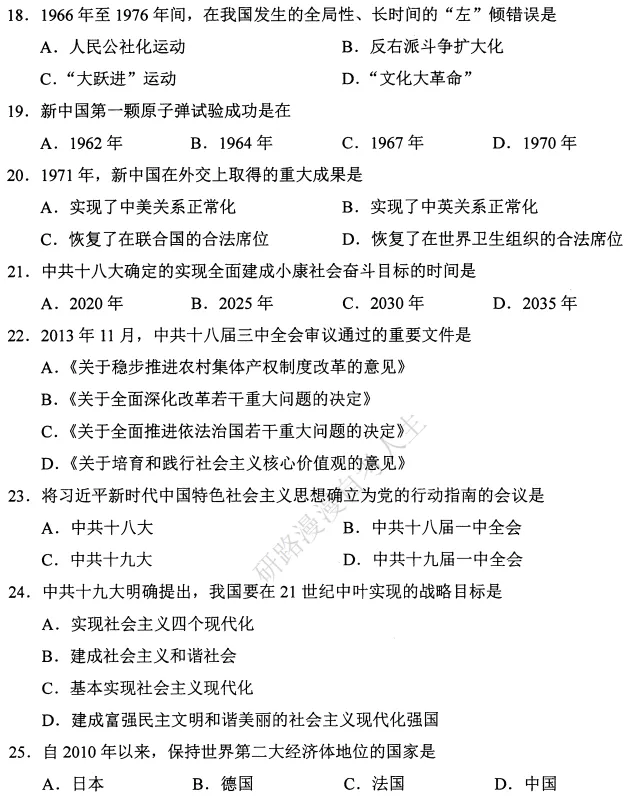 18．1966 年至 1976 年间，在我国发生的全局性、长时间的“左”倾错误是
A．人民公社化运动 B．反右派斗争扩大化
C．“大跃进”运动 D．“文化大革命”
19．新中国第一颗原子弹试验成功是在
A．1962 年 B．1964 年 C．1967 年 D．1970 年
20．1971 年，新中国在外交上取得的重大成果是
A．实现了中美关系正常化 B．实现了中英关系正常化
C．恢复了在联合国的合法席位 D．恢复了在世界卫生组织的合法席位
21．中共十八大确定的实现全面建成小康社会奋斗目标的时间是
A．2020 年 B．2025 年 C．2030 年 D．2035 年
22．2013 年 11 月，中共十八届三中全会审议通过的重要文件是
A．《关于稳步推进农村集体产权制度改革的意见》
B．《关于全面深化改革若干重大问题的决定》
C．《关于全面推进依法治国若干重大问题的决定》
D．《关于培育和践行社会主义核心价值观的意见》
23．将习近平新时代中国特色社会主义思想确立为党的行动指南的会议是
A．中共十八大 B．中共十八届一中全会
C．中共十九大 D．中共十九届一中全会
24．中共十九大明确提出，我国要在 21 世纪中叶实现的战略目标是
A．实现社会主义四个现代化
B．建成社会主义和谐社会
C．基本实现社会主义现代化
D．建成富强民主文明和谐美丽的社会主义现代化强国
25．自 2010 年以来，保持世界第二大经济体地位的国家是
A．日本 B．德国 C．法国 D．中国